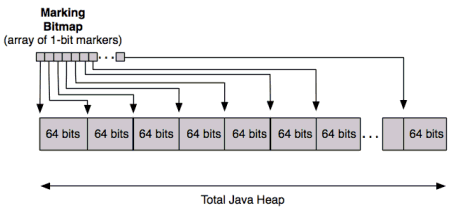 Marking
Bitmap
(array of 1-bit markers)
...
64 bits 64 bits 64 bits 64 bits 64 bits 64 bits 64 bits ... 64 bits
Total Java Heap